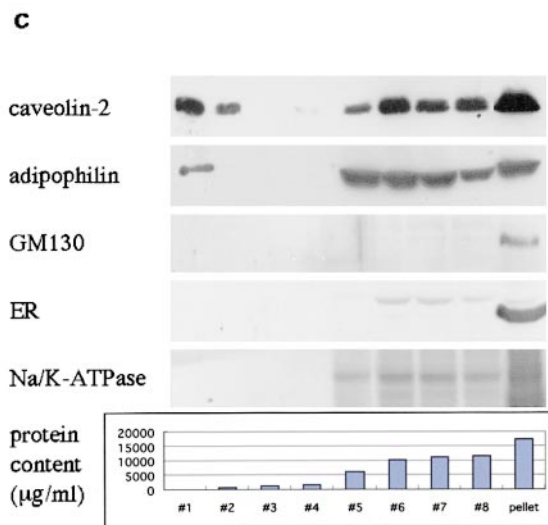 c
caveolin-2
adipophilin
GM130
ER
Na/K-ATPase
protein
content
(µg/ml)
20000
15000
10000
5000
0
#1 #2 #3 #4 #5 #6 #7 #8 pellet